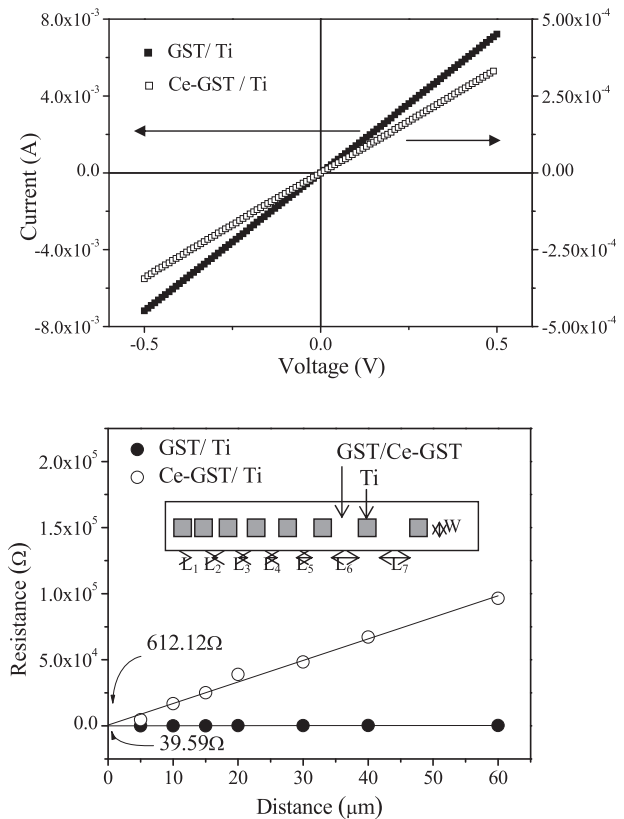 8.0x10⁻³
4.0x10⁻³
0.0
-4.0x10⁻³
-8.0x10⁻³
Current (A)
GST/ Ti
Ce-GST / Ti
5.00x10⁻⁴
2.50x10⁻⁴
0.00
-2.50x10⁻⁴
-5.00x10⁻⁴
-0.5 0.0 0.5
Voltage (V)
2.0x10⁵
1.5x10⁵
1.0x10⁵
5.0x10⁴
0.0
Resistance (Ω)
GST/ Ti
Ce-GST/ Ti
GST/Ce-GST
Ti
W
L₁ L₂ L₃ L₄ L₅ L₆ L₇
612.12Ω
39.59Ω
0 10 20 30 40 50 60
Distance (μm)